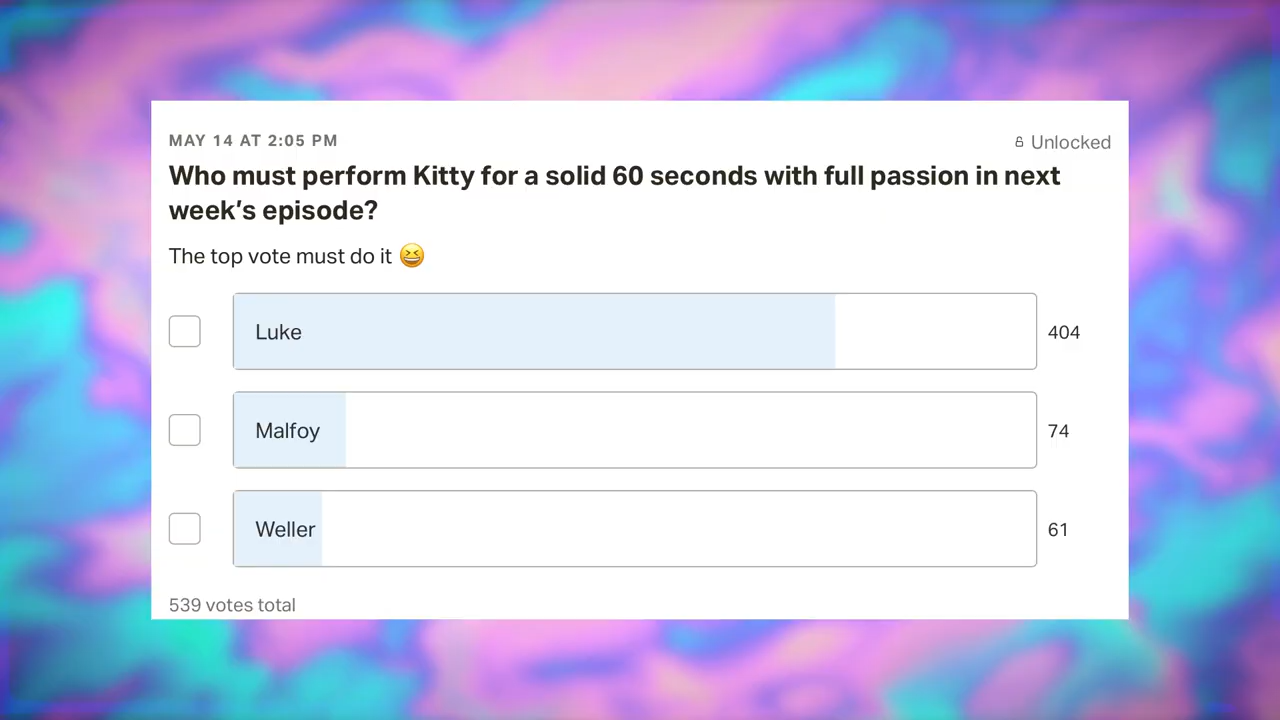 MAY 14 AT 2:05 PM
Unlocked
Who must perform Kitty for a solid 60 seconds with full passion in next
week’s episode?
The top vote must do it 😆
Luke
404
Malfoy
74
Weller
61
539 votes total